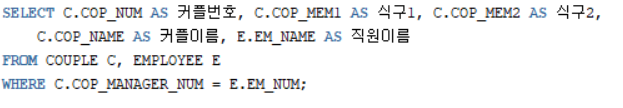 SELECT C.COP_NUM AS 커플번호, C.COP_MEM1 AS 식구1, C.COP_MEM2 AS 식구2,
C.COP_NAME AS 커플이름, E.EM_NAME AS 직원이름
FROM COUPLE C, EMPLOYEE E
WHERE C.COP_MANAGER_NUM = E.EM_NUM;